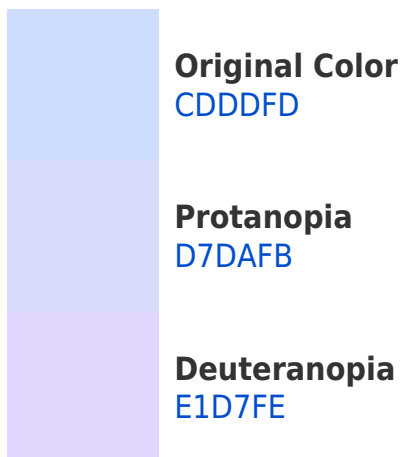 Original Color
CDDDFD
Protanopia
D7DAFB
Deuteranopia
E1D7FE